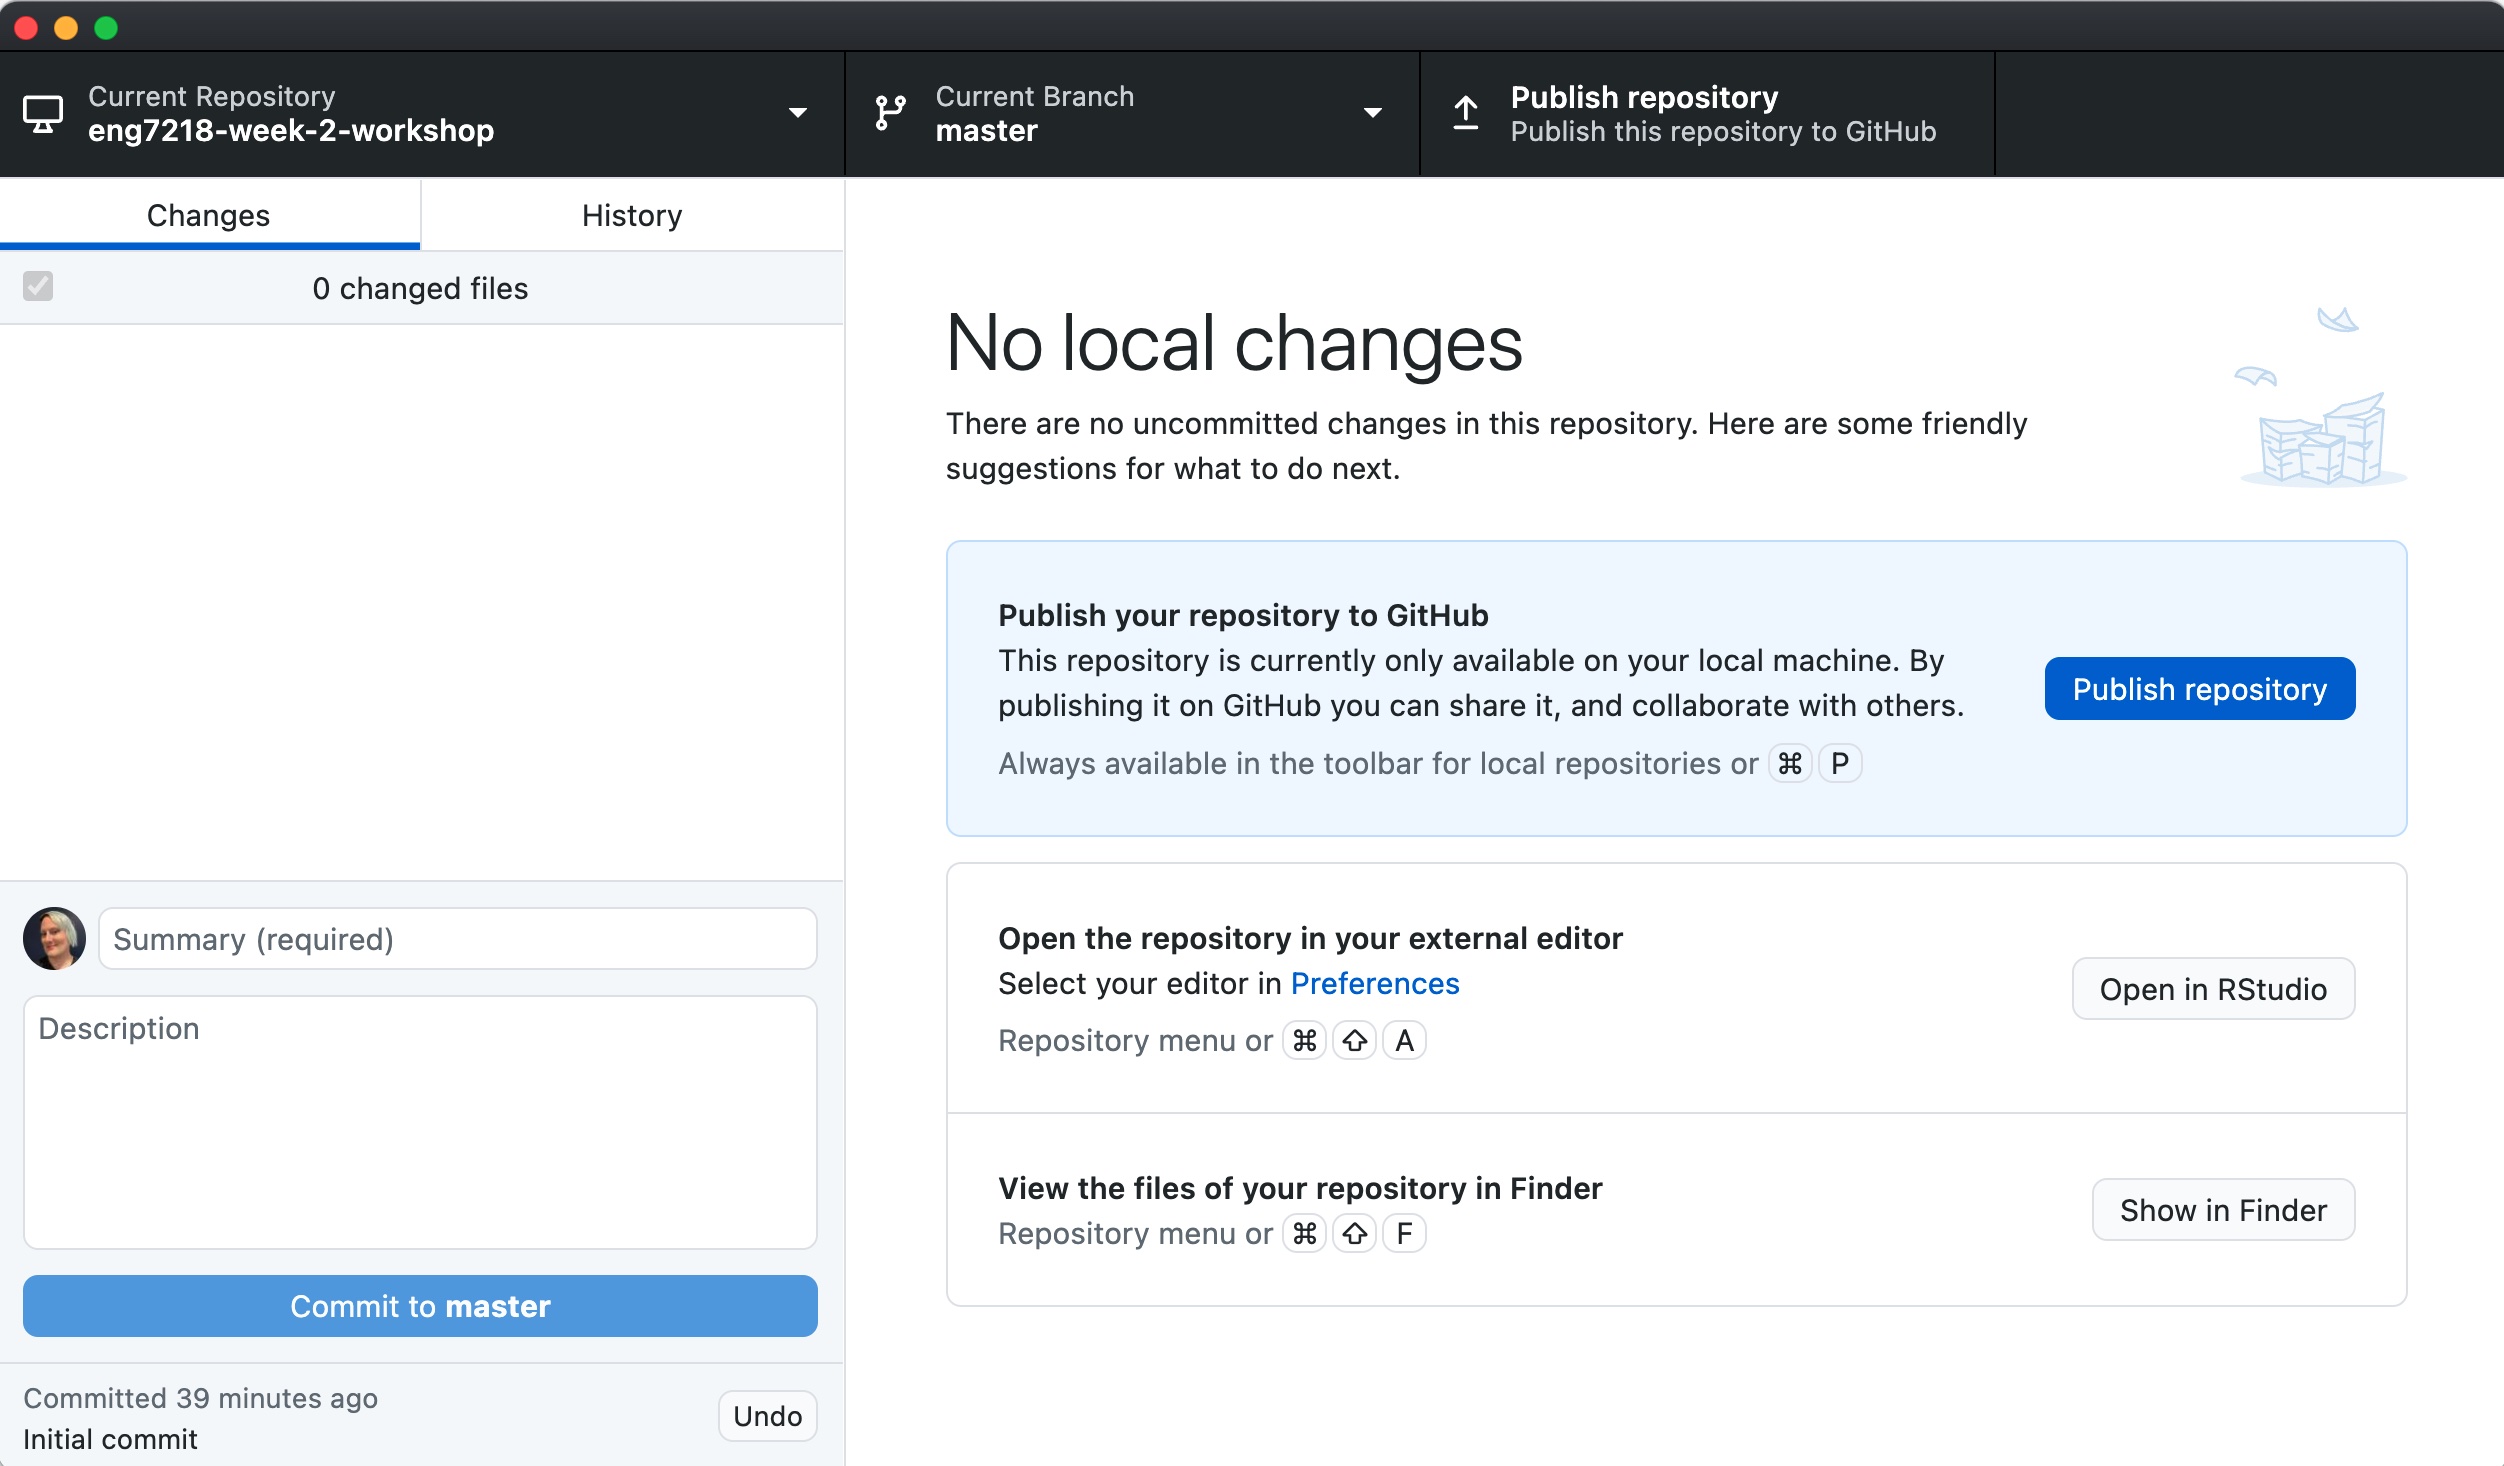 Current Repository
eng7218-week-2-workshop
Current Branch
master
Publish repository
Publish this repository to GitHub
Changes
History
0 changed files
No local changes
There are no uncommitted changes in this repository. Here are some friendly
suggestions for what to do next.
Publish your repository to GitHub
This repository is currently only available on your local machine. By
publishing it on GitHub you can share it, and collaborate with others.
Always available in the toolbar for local repositories or ⌘ P
Publish repository
Open the repository in your external editor
Select your editor in Preferences
Repository menu or ⌘ ⇧ A
Open in RStudio
View the files of your repository in Finder
Repository menu or ⌘ ⇧ F
Show in Finder
Summary (required)
Description
Commit to master
Committed 39 minutes ago
Initial commit
Undo